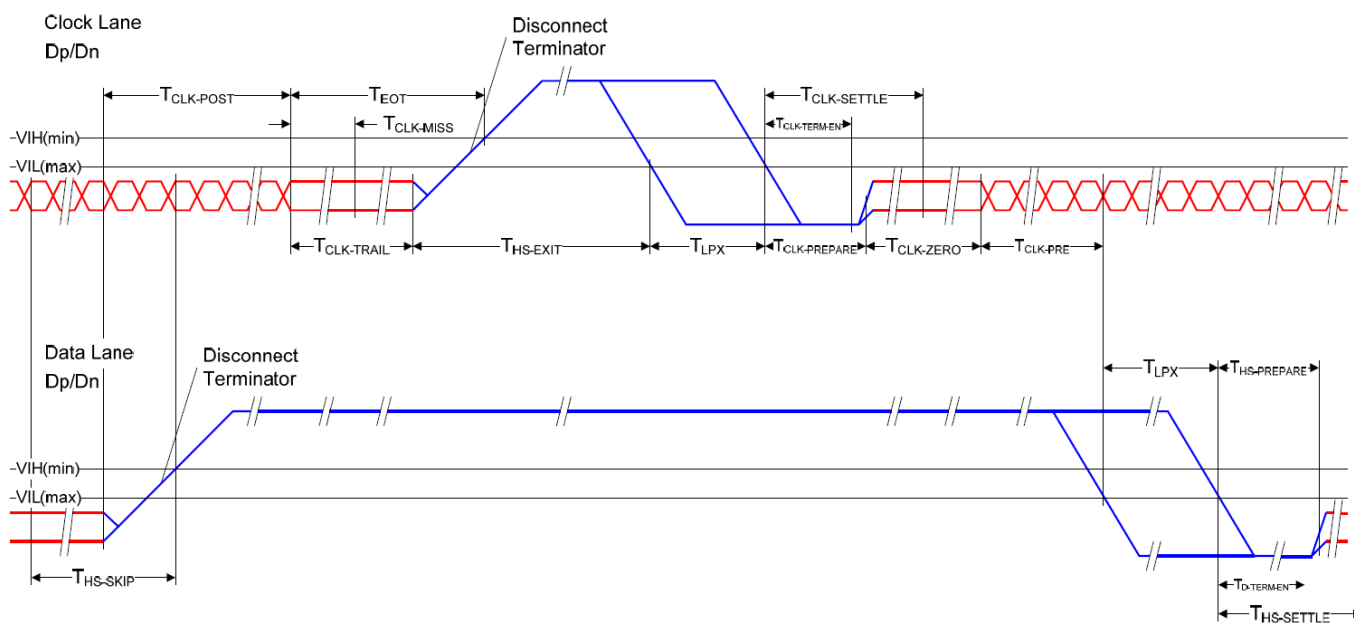 Clock Lane
Dp/Dn
Disconnect
Terminator
TCLK-POST
TEOT
TCLK-SETTLE
TCLK-MISS
TCLK-TERM-EN
VIH(min)
VIL(max)
TCLK-TRAIL
THS-EXIT
TLPX
TCLK-PREPARE
TCLK-ZERO
TCLK-PRE
Data Lane
Dp/Dn
Disconnect
Terminator
TLPX
THS-PREPARE
VIH(min)
VIL(max)
THS-SKIP
TD-TERM-EN
THS-SETTLE